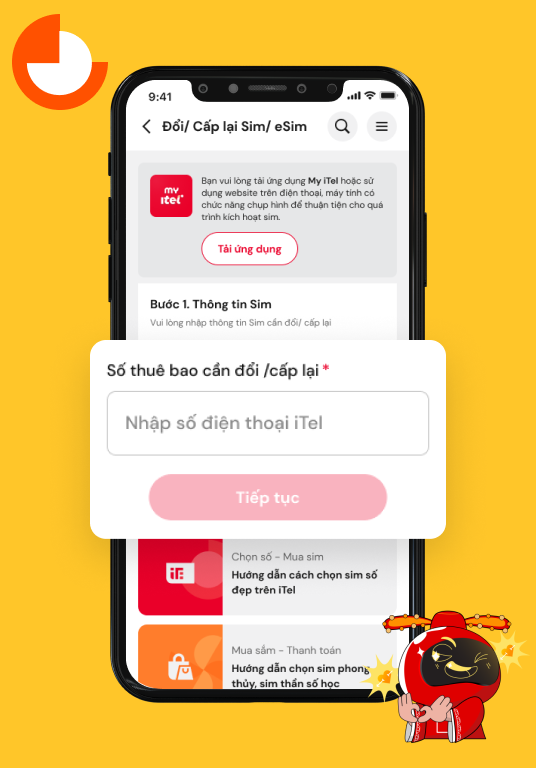 9:41
Đổi/ Cấp lại Sim/ eSim
my
itel
Bạn vui lòng tải ứng dụng My iTel hoặc sử
dụng website trên điện thoại, máy tính có
chức năng chụp hình để thuận tiện cho quá
trình kích hoạt sim.
Tải ứng dụng
Bước 1. Thông tin Sim
Vui lòng nhập thông tin Sim cần đổi/ cấp lại
Số thuê bao cần đổi /cấp lại *
Nhập số điện thoại iTel
Tiếp tục
Chọn số - Mua sim
Hướng dẫn cách chọn sim số
đẹp trên iTel
Mua sắm - Thanh toán
Hướng dẫn chọn sim phong
thủy, sim thần số học